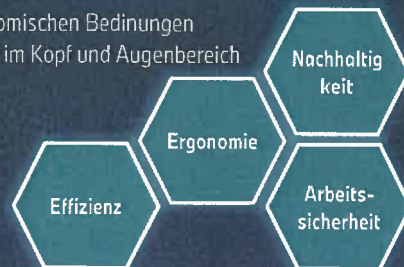 omischen Bedinungen
im Kopf und Augenbereich
Nachhaltig
keit
Ergonomie
Effizienz
Arbeits-
sicherheit